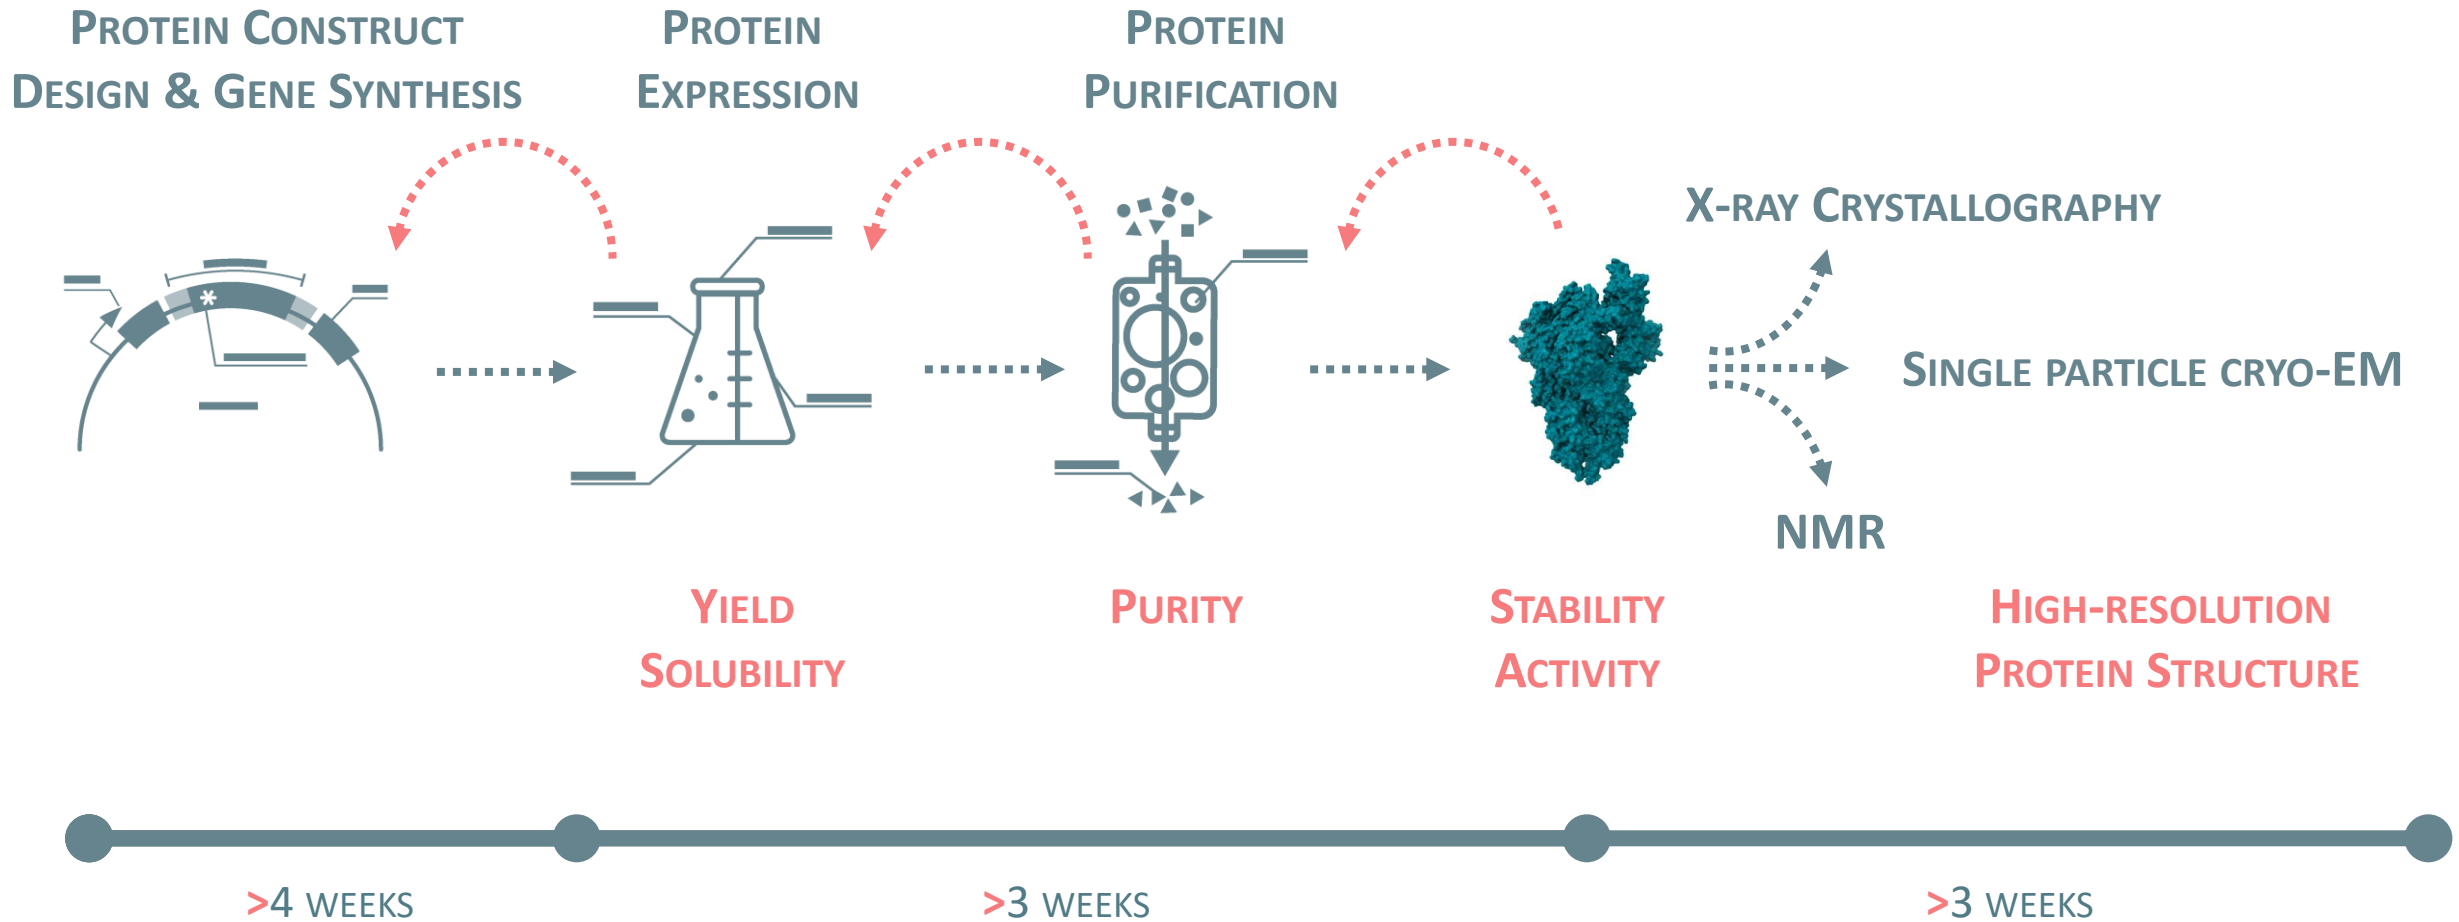 Protein Construct
Design & Gene Synthesis
Protein
Expression
Protein
Purification
X-ray Crystallography
Single particle cryo-EM
NMR
Yield
Solubility
Purity
Stability
Activity
High-resolution
Protein Structure
>4 weeks
>3 weeks
>3 weeks